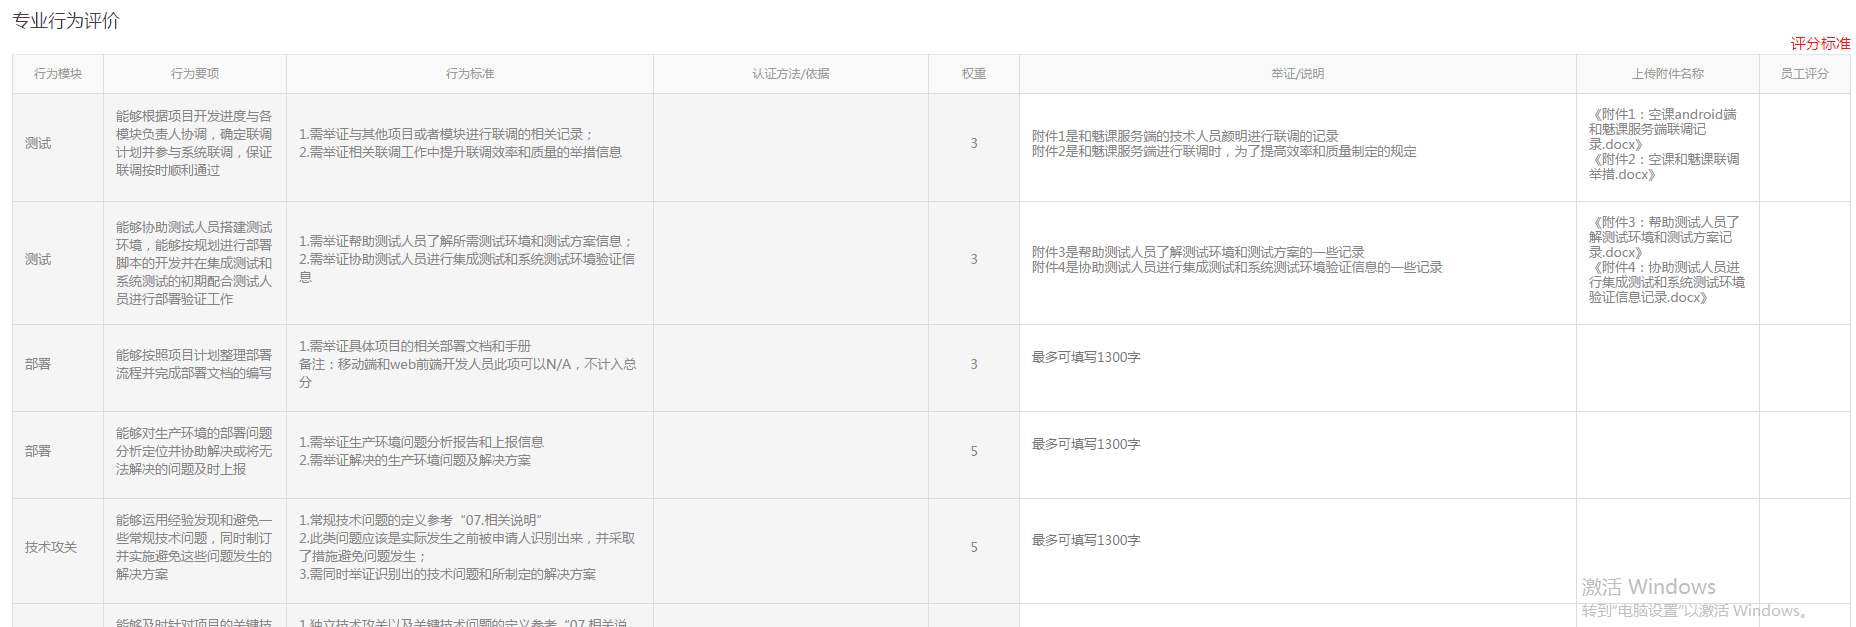 专业行为评价
评分标准
行为模块
行为要项
行为标准
认证方法/依据
权重
举证/说明
上传附件名称
员工评分
测试
能够根据项目开发进度与各
模块负责人协调，确定联调
计划并参与系统联调，保证
联调按时顺利通过
1.需举证与其他项目或者模块进行联调的相关记录；
2.需举证相关联调工作中提升联调效率和质量的举措信息
3
附件1是和魅课服务端的技术人员颜明进行联调的记录
附件2是和魅课服务端进行联调时，为了提高效率和质量制定的规定
《附件1：空课android端
和魅课服务端联调记
录.docx》
《附件2：空课和魅课联调
举措.docx》
测试
能够协助测试人员搭建测试
环境，能够按规划进行部署
脚本的开发并在集成测试和
系统测试的初期配合测试人
员进行部署验证工作
1.需举证帮助测试人员了解所需测试环境和测试方案信息；
2.需举证协助测试人员进行集成测试和系统测试环境验证信
息
3
附件3是帮助测试人员了解测试环境和测试方案的一些记录
附件4是协助测试人员进行集成测试和系统测试环境验证信息的一些记录
《附件3：帮助测试人员了
解测试环境和测试方案记
录.docx》
《附件4：协助测试人员进
行集成测试和系统测试环境
验证信息记录.docx》
部署
能够按照项目计划整理部署
流程并完成部署文档的编写
1.需举证具体项目的相关部署文档和手册
备注：移动端和web前端开发人员此项可以N/A，不计入总
分
3
最多可填写1300字
部署
能够对生产环境的部署问题
分析定位并协助解决或将无
法解决的问题及时上报
1.需举证生产环境问题分析报告和上报信息
2.需举证解决的生产环境问题及解决方案
5
最多可填写1300字
技术攻关
能够运用经验发现和避免一
些常规技术问题，同时制订
并实施避免这些问题发生的
解决方案
1.常规技术问题的定义参考“07.相关说明”
2.此类问题应该是实际发生之前被申请人识别出来，并采取
了措施避免问题发生；
3.需同时举证识别出的技术问题和所制定的解决方案
5
最多可填写1300字
能够及时针对项目的关键技
1.独立技术攻关以及关键技术问题的定义参考“07.相关说
激活 Windows
转到“电脑设置”以激活 Windows。